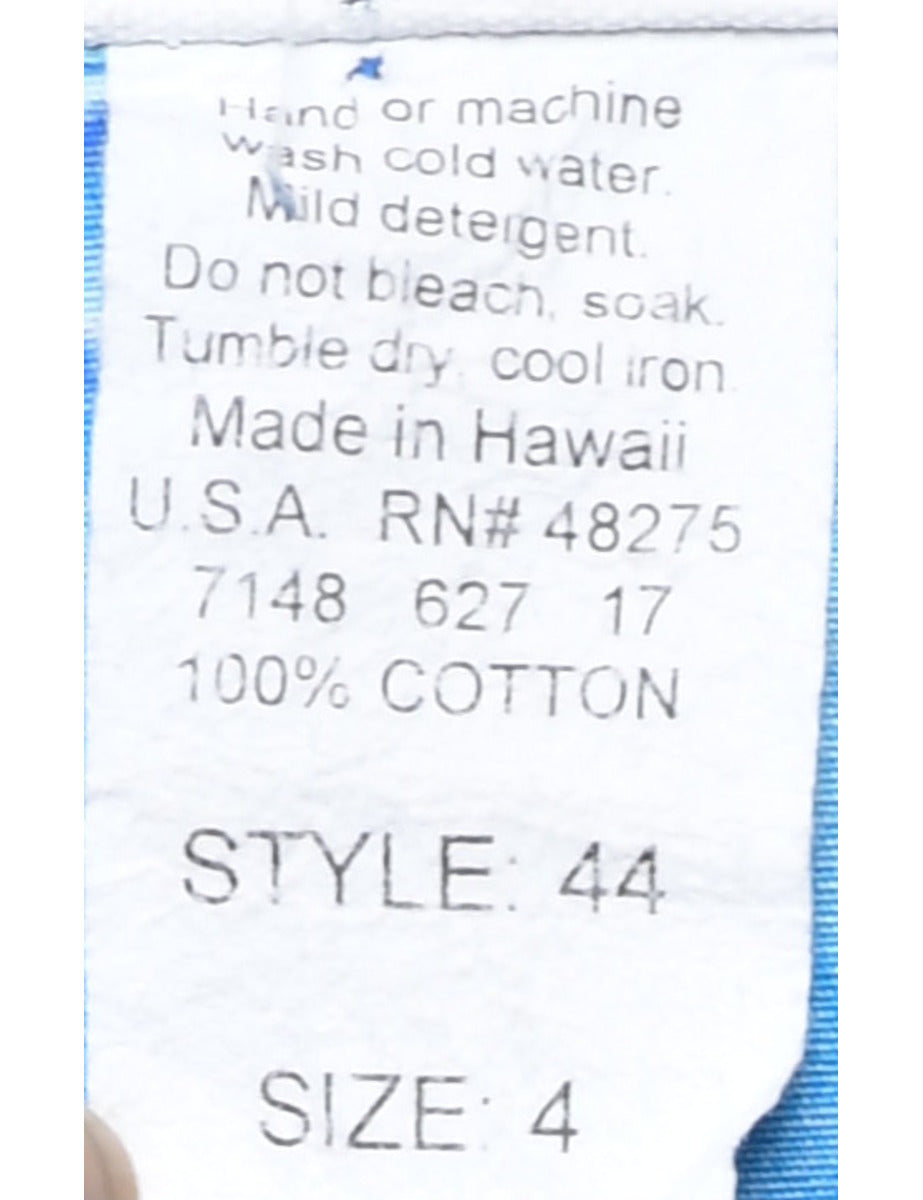 Hand or machine
wash cold water.
Mild detergent.
Do not bleach, soak.
Tumble dry, cool iron.
Made in Hawaii
U.S.A. RN# 48275
7148 627 17
100% COTTON
STYLE: 44
SIZE: 4